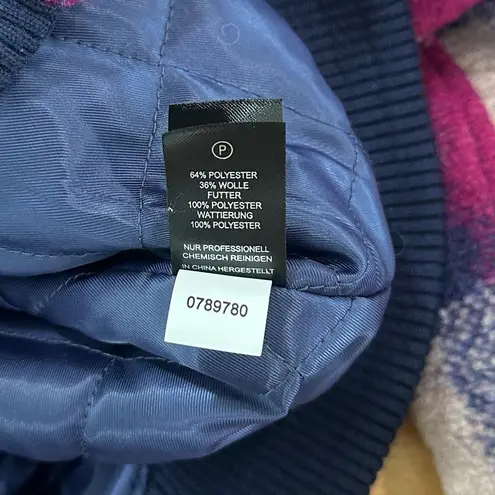 P
64% POLYESTER
36% WOLLE
FUTTER
100% POLYESTER
WATTIERUNG
100% POLYESTER
NUR PROFESSIONELL
CHEMISCH REINIGEN
IN CHINA HERGESTELLT
0789780